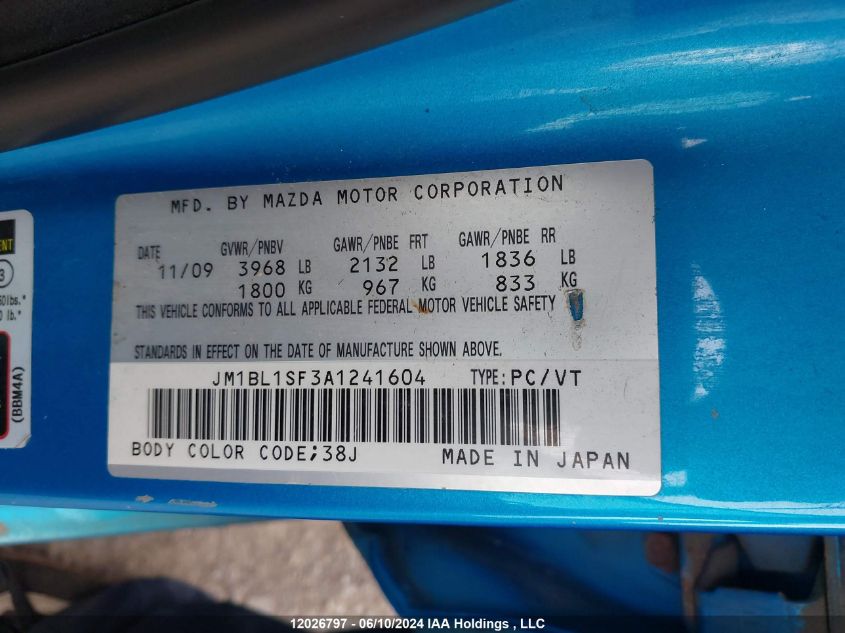 MFD. BY MAZDA MOTOR CORPORATION
DATE GVWR/PNBV GAWR/PNBE FRT GAWR/PNBE RR
11/09 3968 LB 2132 LB 1836 LB
1800 KG 967 KG 833 KG
THIS VEHICLE CONFORMS TO ALL APPLICABLE FEDERAL MOTOR VEHICLE SAFETY
STANDARDS IN EFFECT ON THE DATE OF MANUFACTURE SHOWN ABOVE.
JM1BL1SF3A1241604 TYPE:PC/VT
BODY COLOR CODE;38J MADE IN JAPAN
(BBM4A)
12026797 - 06/10/2024 IAA Holdings , LLC